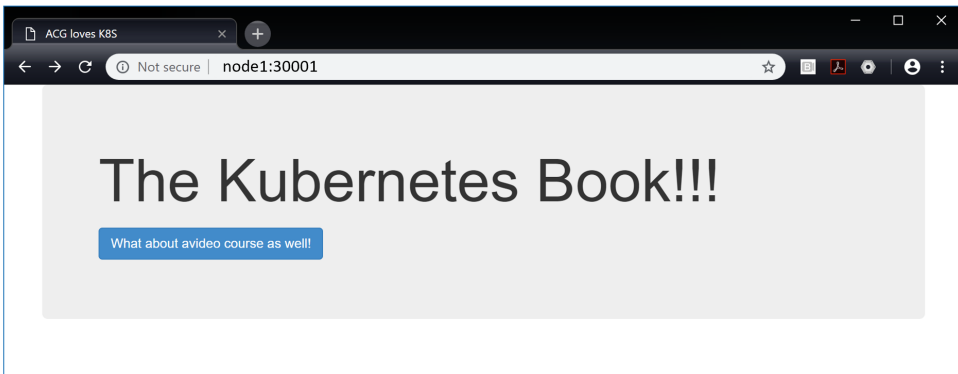 ACG loves K8S
Not secure | node1:30001
The Kubernetes Book!!!
What about avideo course as well!